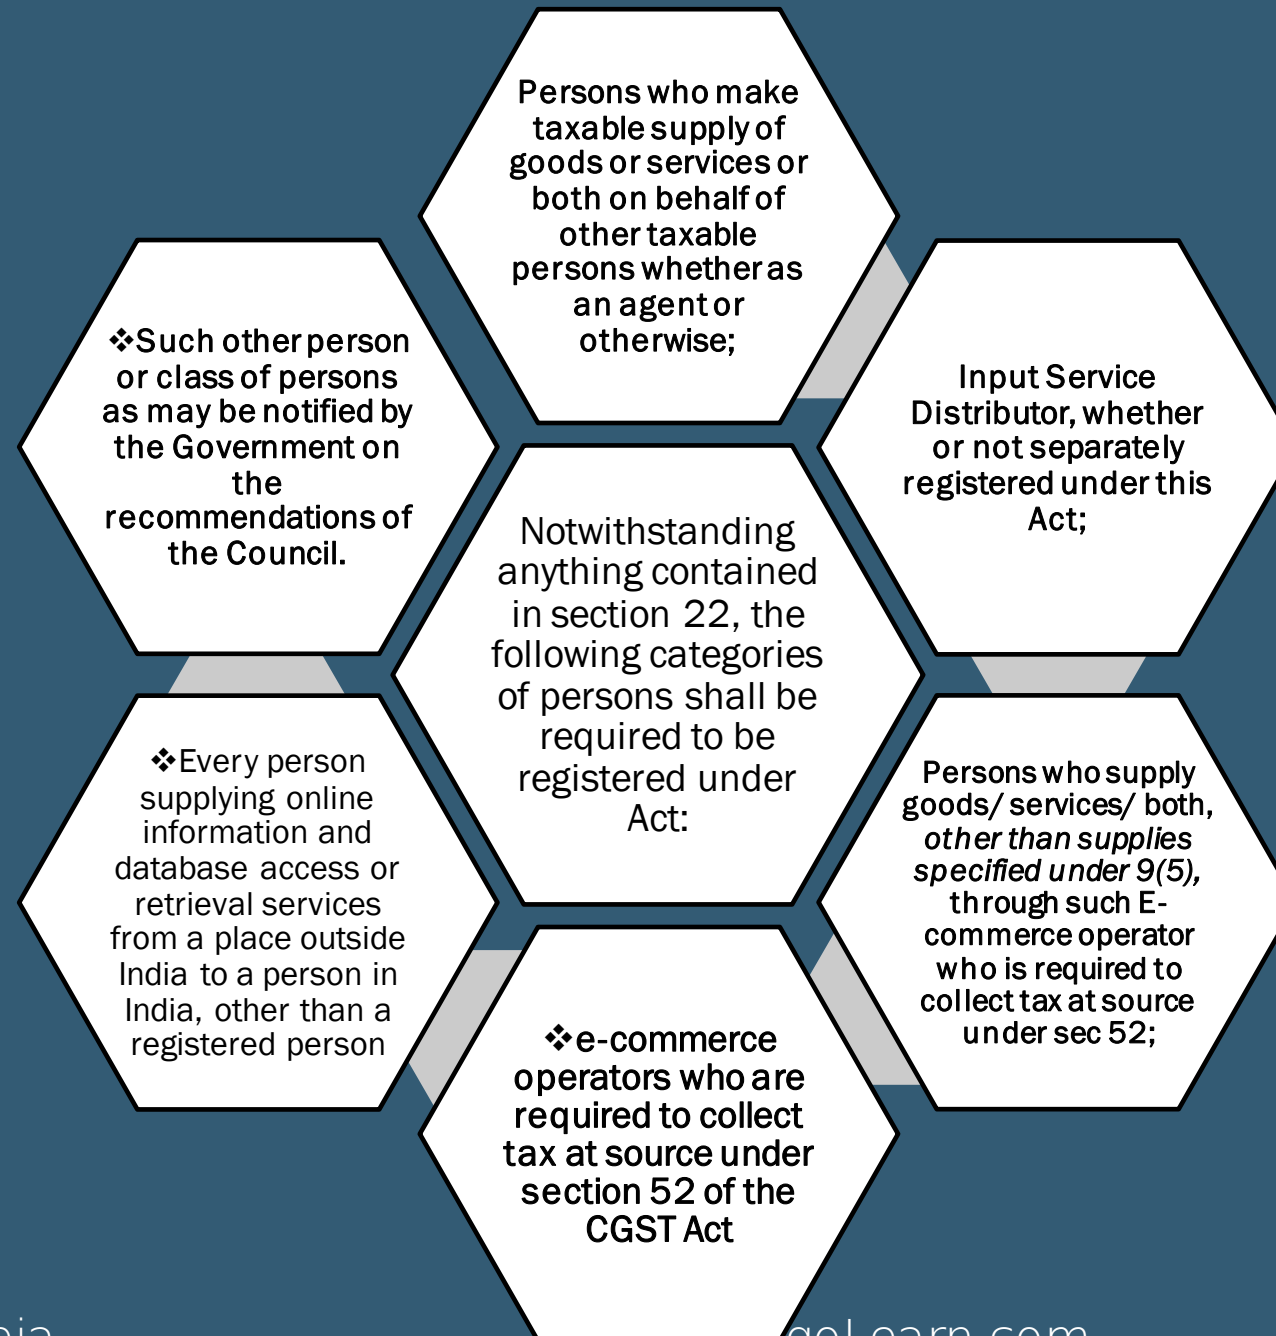 Persons who make
taxable supply of
goods or services or
both on behalf of
other taxable
persons whether as
an agent or
otherwise;
Input Service
Distributor, whether
or not separately
registered under this
Act;
Persons who supply
goods/ services/ both,
other than supplies
specified under 9(5),
through such E-
commerce operator
who is required to
collect tax at source
under sec 52;
❖e-commerce
operators who are
required to collect
tax at source under
section 52 of the
CGST Act
❖Every person
supplying online
information and
database access or
retrieval services
from a place outside
India to a person in
India, other than a
registered person
❖Such other person
or class of persons
as may be notified by
the Government on
the
recommendations of
the Council.
Notwithstanding
anything contained
in section 22, the
following categories
of persons shall be
required to be
registered under
Act: